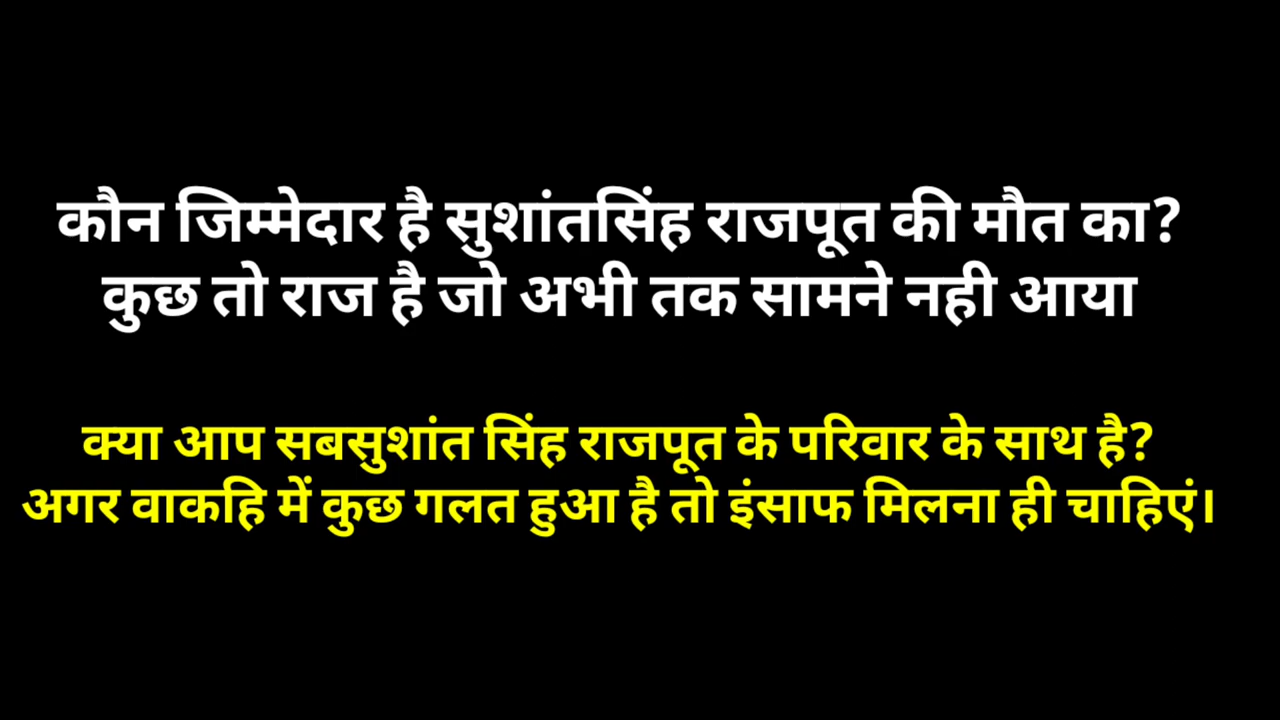 कौन जिम्मेदार है सुशांतसिंह राजपूत की मौत का?
कुछ तो राज है जो अभी तक सामने नही आया
क्या आप सबसुशांत सिंह राजपूत के परिवार के साथ है?
अगर वाकहि में कुछ गलत हुआ है तो इंसाफ मिलना ही चाहिएं।